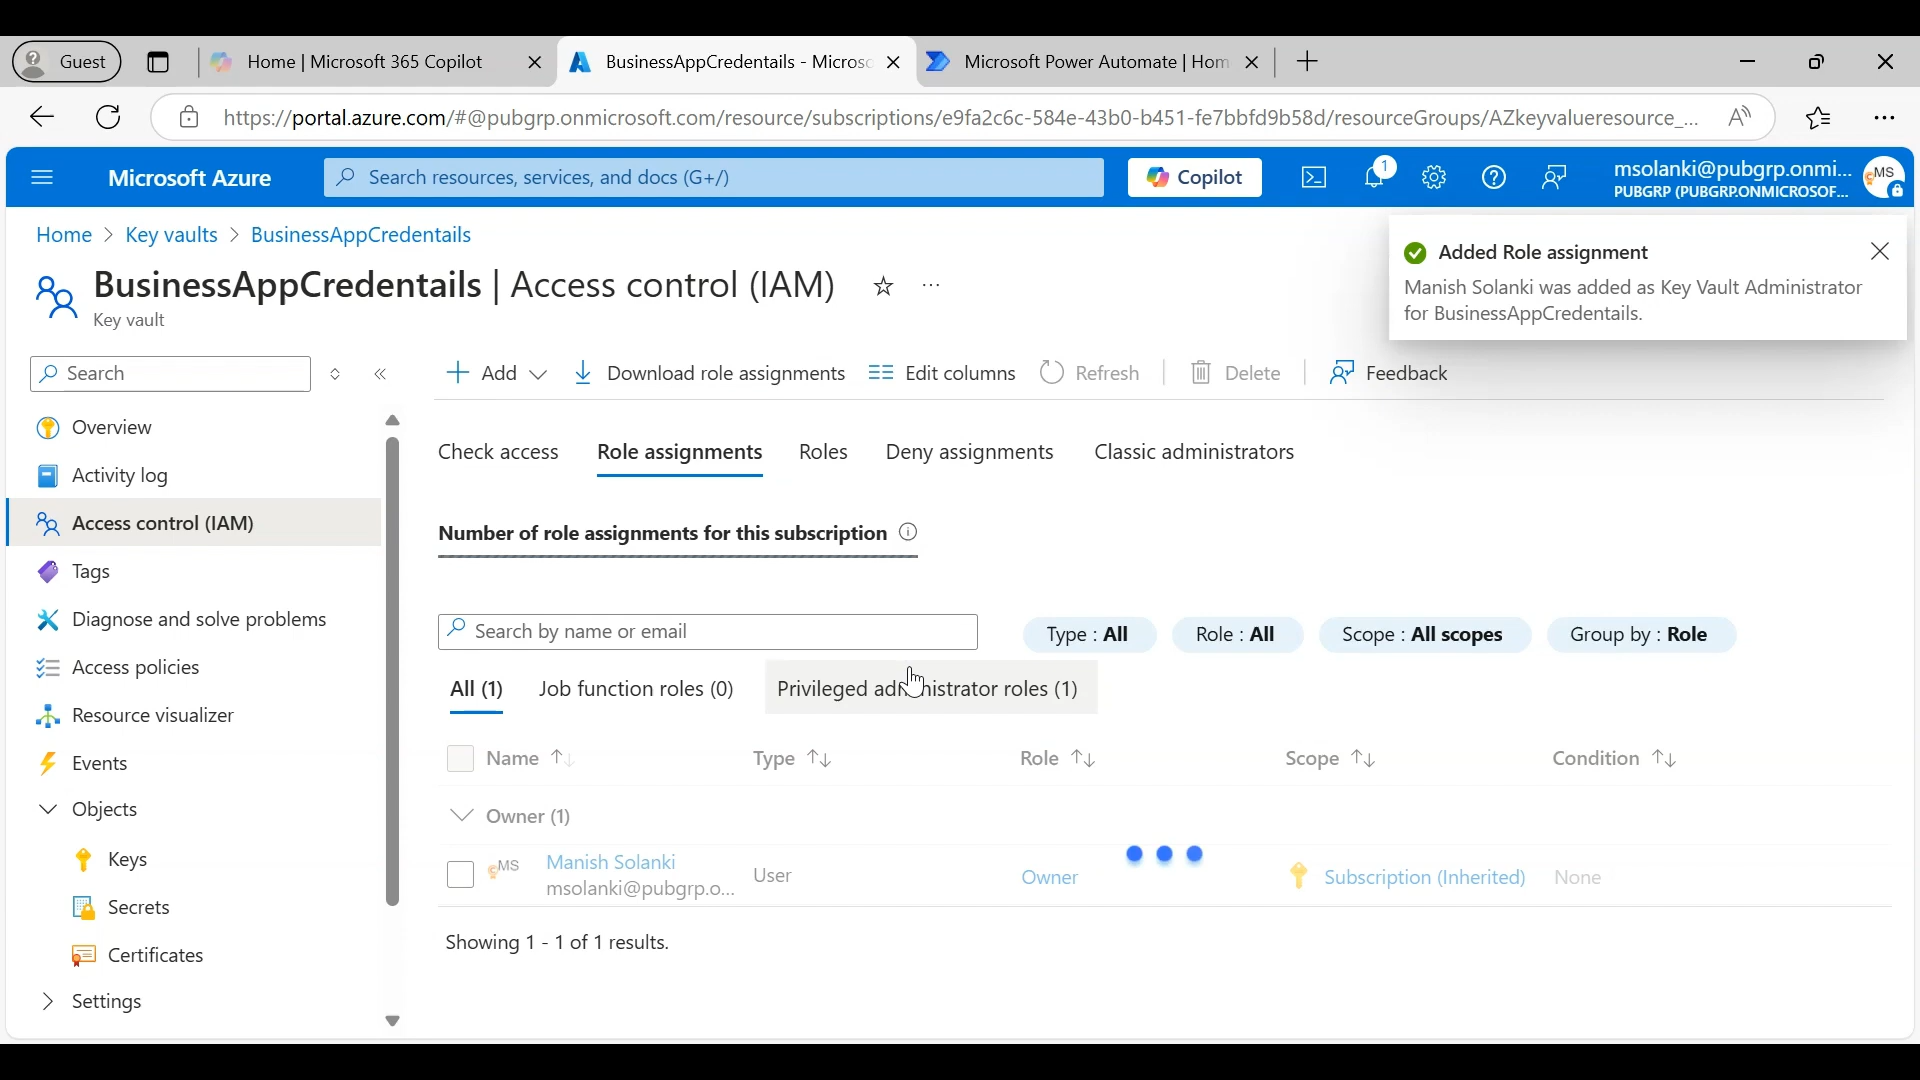 Guest
Home | Microsoft 365 Copilot
BusinessAppCredentails - Micros
Microsoft Power Automate | Hom
https://portal.azure.com/#@pubgrp.onmicrosoft.com/resource/subscriptions/e9fa2c6c-584e-43b0-b451-fe7bbfd9b58d/resourceGroups/AZkeyvalueresource_...
Microsoft Azure
Search resources, services, and docs (G+/)
Copilot
1
msolanki@pubgrp.onmi...
PUBGRP (PUBGRP.ONMICROSOF...
MS
Home > Key vaults > BusinessAppCredentails
BusinessAppCredentails | Access control (IAM)
Key vault
Added Role assignment
Manish Solanki was added as Key Vault Administrator
for BusinessAppCredentails.
Search
Add
Download role assignments
Edit columns
Refresh
Delete
Feedback
Overview
Activity log
Access control (IAM)
Tags
Diagnose and solve problems
Access policies
Resource visualizer
Events
Objects
Keys
Secrets
Certificates
Settings
Check access
Role assignments
Roles
Deny assignments
Classic administrators
Number of role assignments for this subscription
Search by name or email
Type : All
Role : All
Scope : All scopes
Group by : Role
All (1)
Job function roles (0)
Privileged administrator roles (1)
Name
Type
Role
Scope
Condition
Owner (1)
MS
Manish Solanki
msolanki@pubgrp.o...
User
Owner
Subscription (Inherited)
None
Showing 1 - 1 of 1 results.